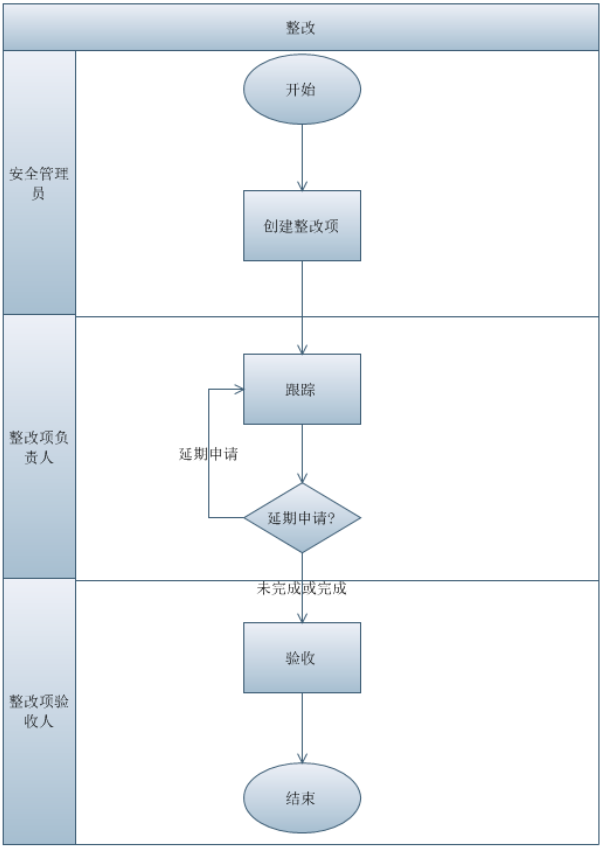 整改
开始
安全管理
员
创建整改项
跟踪
整改项负
责人
延期申请
延期申请?
未完成或完成
验收
整改项验
收人
结束